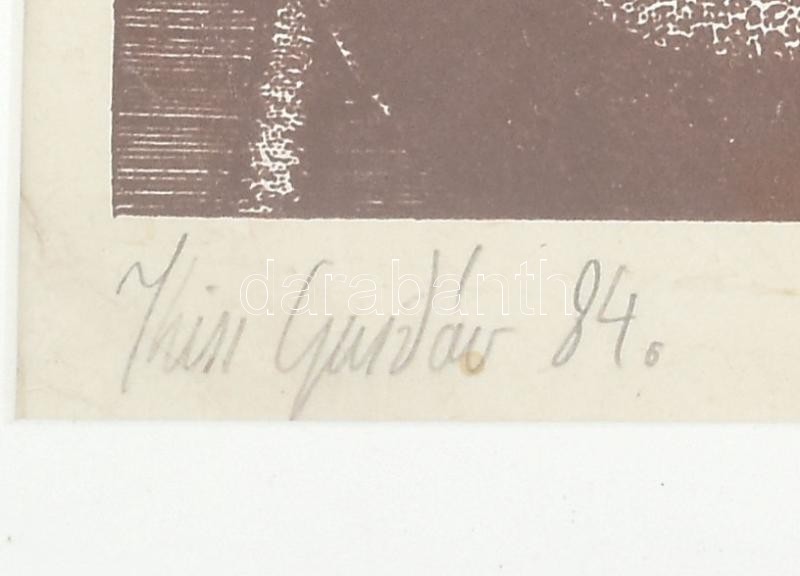 Kiss Gusztáv 84.
darabanth